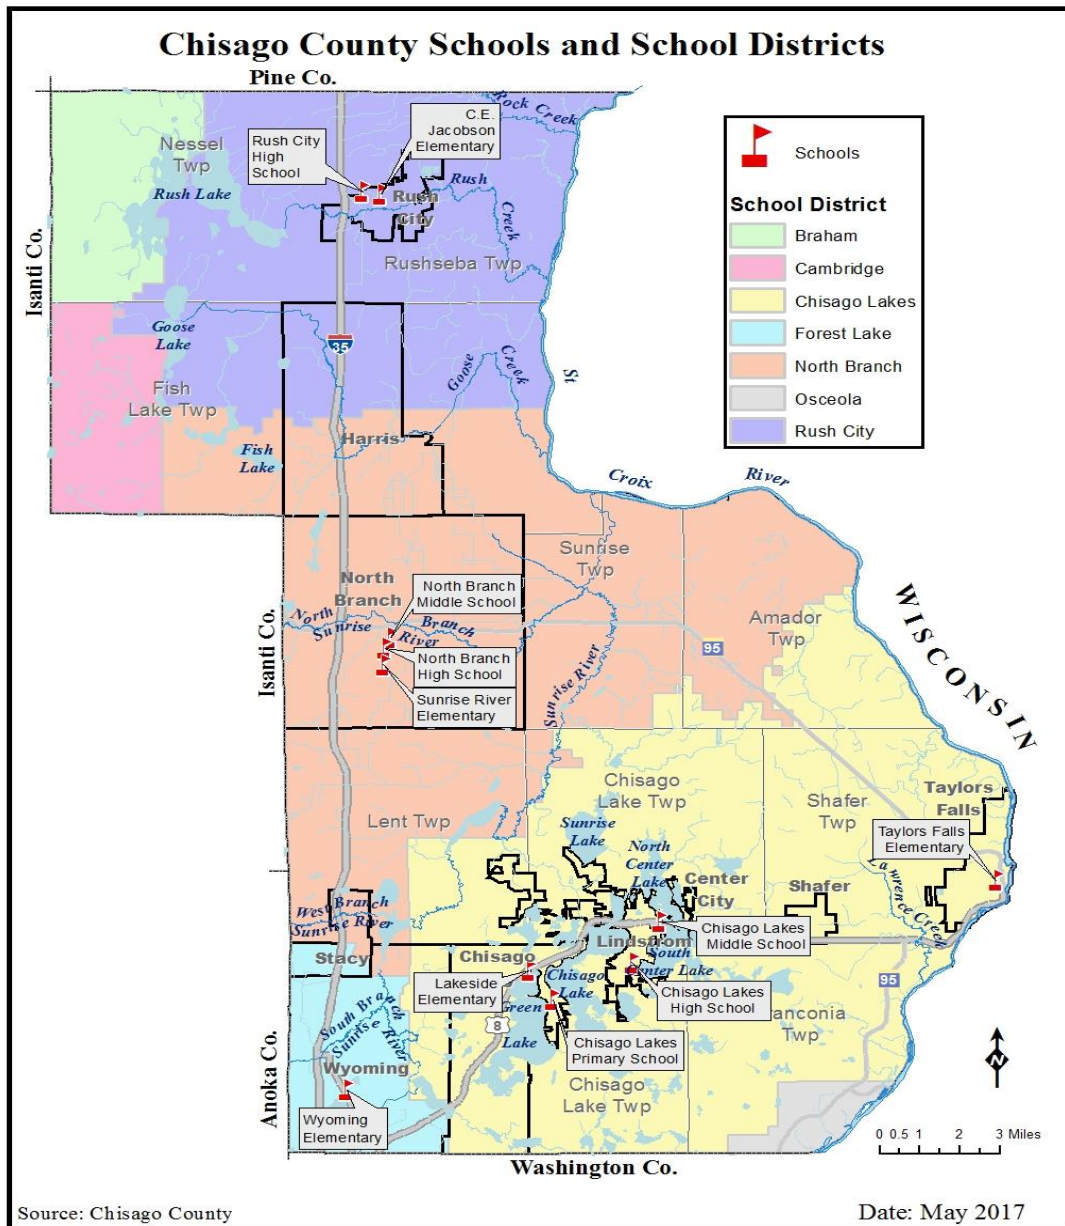 Chisago County Schools and School Districts
Pine Co.
Rock Creek
C.E.
Jacobson
Elementary
Rush City
High
School
Nessel
Twp
Rush Lake
Rush
Creek
Rush
City
Rushseba Twp
Isanti Co.
Schools
School District
Braham
Cambridge
Chisago Lakes
Forest Lake
North Branch
Osceola
Rush City
Goose
Lake
35
Goose
Creek
St
Croix
River
Fish
Lake Twp
Harris
Fish
Lake
Sunrise
Twp
North
Branch
North Branch
Middle School
North
Branch
Sunrise
River
North Branch
High School
Sunrise River
Elementary
Isanti Co.
Sunrise River
Amador
Twp
95
WISCONSIN
Chisago
Lake Twp
Lent Twp
Shafer
Twp
Taylors
Falls
Taylors Falls
Elementary
Sunrise
Lake
North
Center
Lake
Center
City
Shafer
Lawrence Creek
West Branch
Sunrise River
Chisago Lakes
Middle School
Lindstrom
South
Center Lake
Stacy
Chisago
Lakeside
Elementary
Chisago
Lake
Chisago Lakes
High School
95
Franconia
Twp
Green
Lake
8
South Branch
Sunrise River
Chisago Lakes
Primary School
Wyoming
Chisago
Lake Twp
Anoka Co.
Wyoming
Elementary
N
0 0.5 1 2 3 Miles
Washington Co.
Source: Chisago County
Date: May 2017